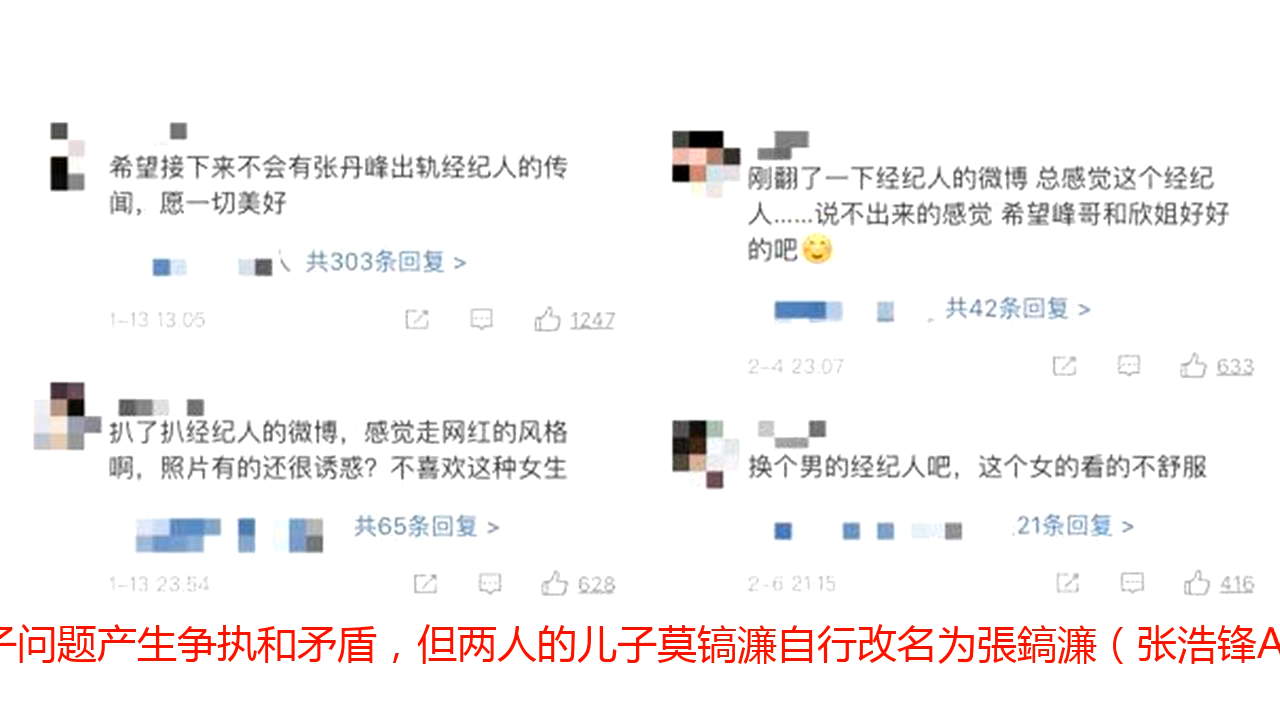 希望接下来不会有张丹峰出轨经纪人的传
闻，愿一切美好
共303条回复 >
1-13 13:05
1247
扒了扒经纪人的微博，感觉走网红的风格
啊，照片有的还很诱惑？不喜欢这种女生
共65条回复 >
1-13 23:54
628
刚翻了一下经纪人的微博 总感觉这个经纪
人……说不出来的感觉 希望峰哥和欣姐好好
的吧😊
共42条回复 >
2-4 23:07
633
换个男的经纪人吧，这个女的看的不舒服
21条回复 >
2-6 21:15
416
子问题产生争执和矛盾，但两人的儿子莫镐濂自行改名为張鎬濂（张浩锋A